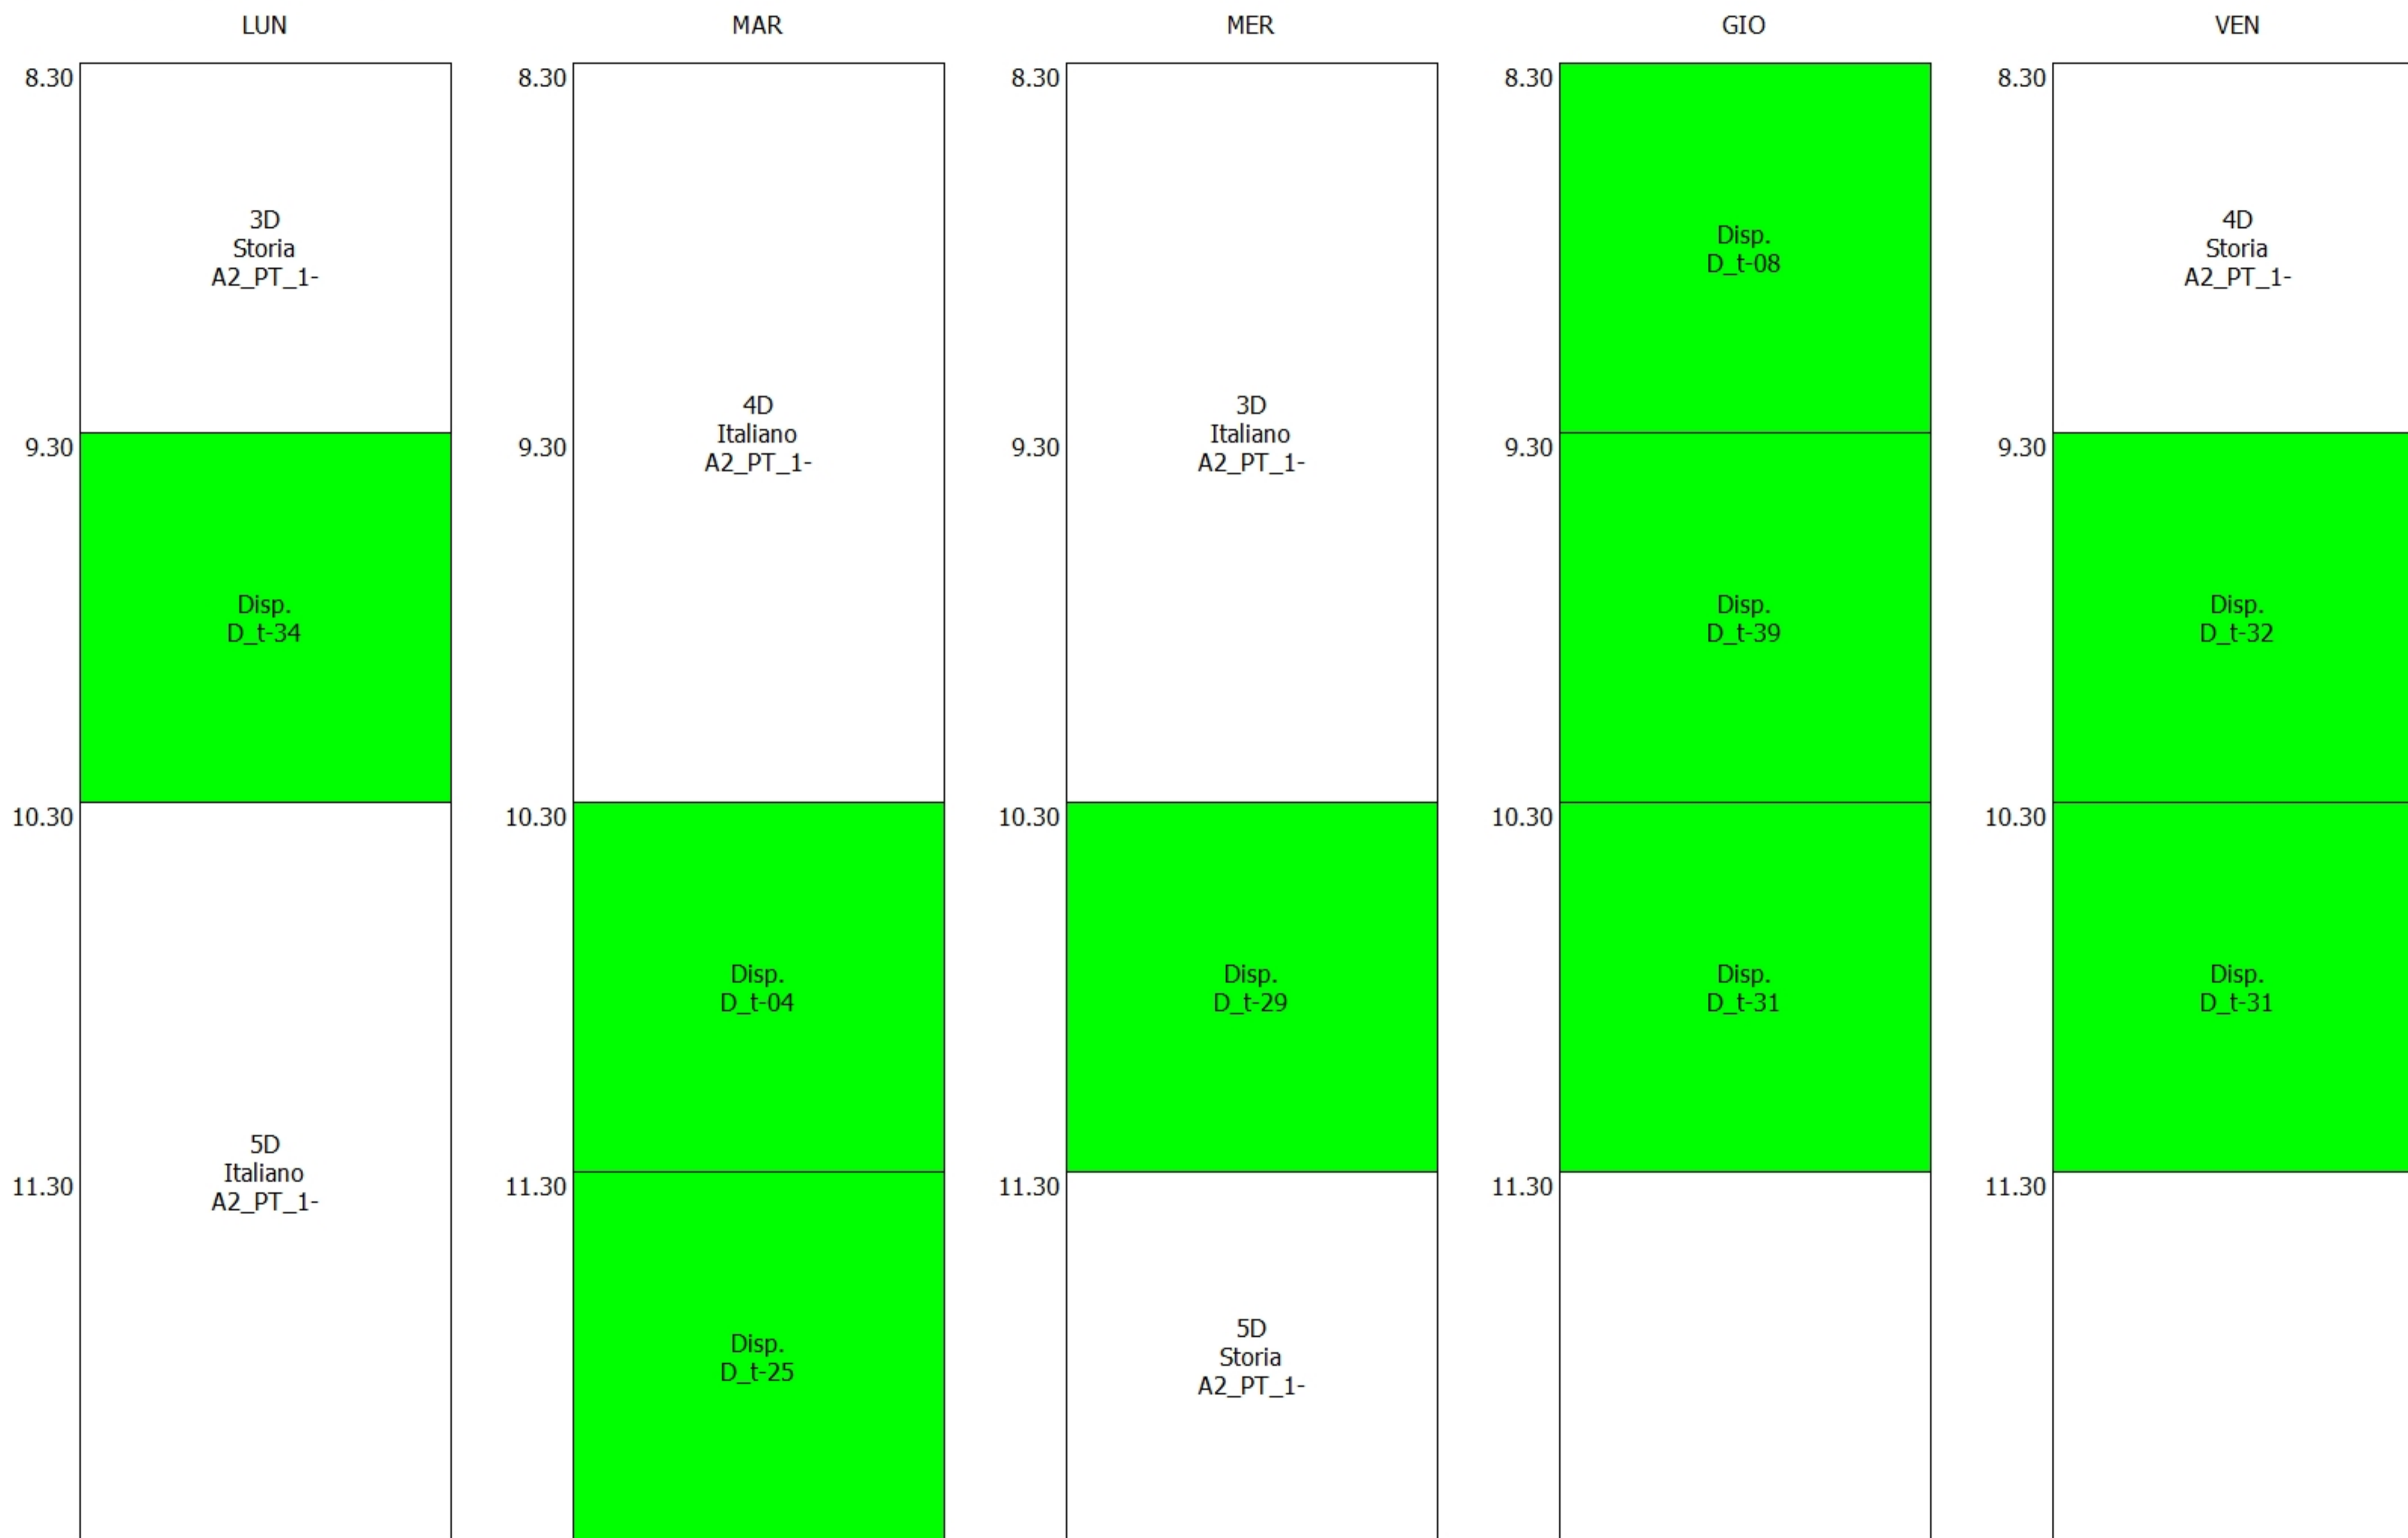 LUN
MAR
MER
GIO
VEN
8.30
8.30
8.30
8.30
8.30
3D
Storia
A2_PT_1-
Disp.
D_t-08
4D
Storia
A2_PT_1-
4D
Italiano
A2_PT_1-
3D
Italiano
A2_PT_1-
9.30
9.30
9.30
9.30
9.30
Disp.
D_t-34
Disp.
D_t-39
Disp.
D_t-32
10.30
10.30
10.30
10.30
10.30
Disp.
D_t-04
Disp.
D_t-29
Disp.
D_t-31
Disp.
D_t-31
5D
Italiano
A2_PT_1-
11.30
11.30
11.30
11.30
11.30
Disp.
D_t-25
5D
Storia
A2_PT_1-